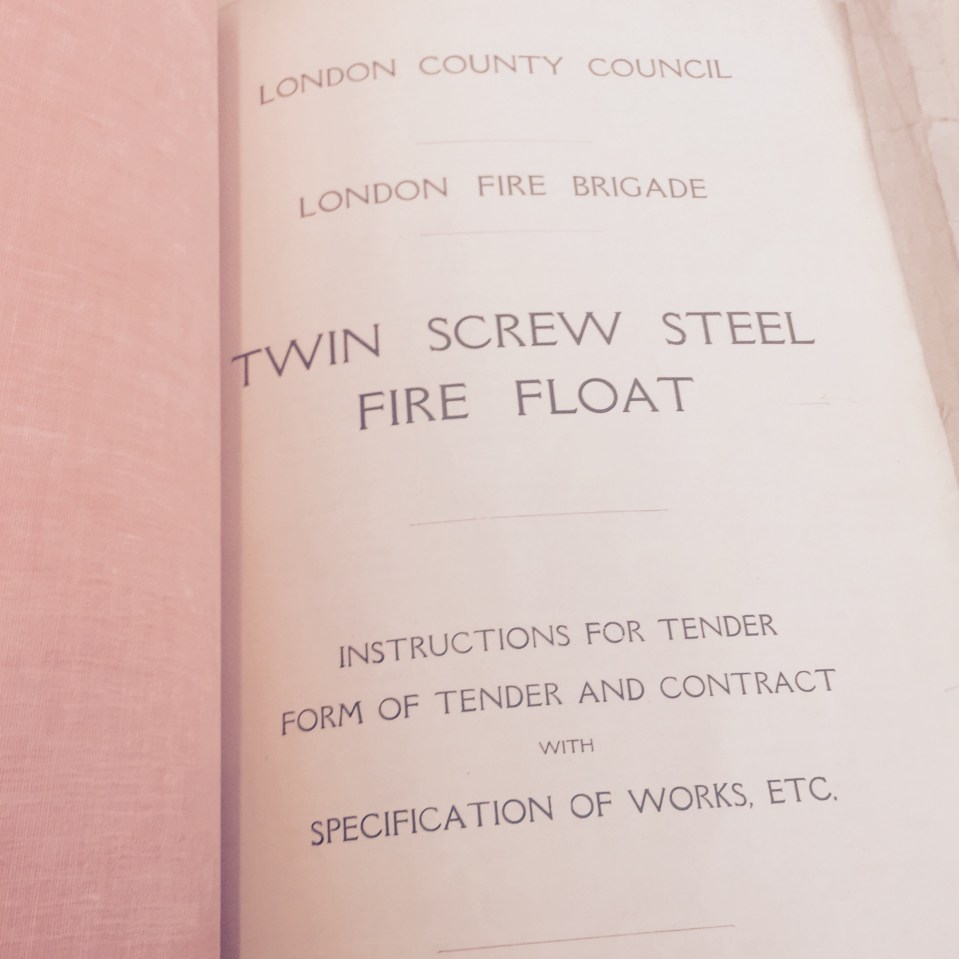 LONDON COUNTY COUNCIL
LONDON FIRE BRIGADE
TWIN SCREW STEEL
FIRE FLOAT
INSTRUCTIONS FOR TENDER
FORM OF TENDER AND CONTRACT
WITH
SPECIFICATION OF WORKS, ETC.